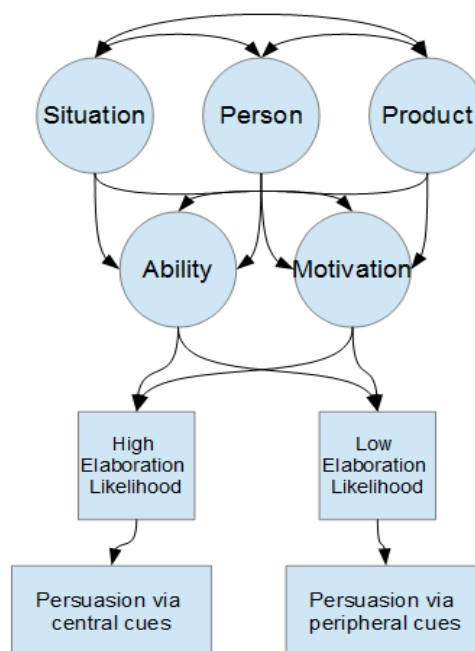 Situation
Person
Product
Ability
Motivation
High
Elaboration
Likelihood
Low
Elaboration
Likelihood
Persuasion via
central cues
Persuasion via
peripheral cues